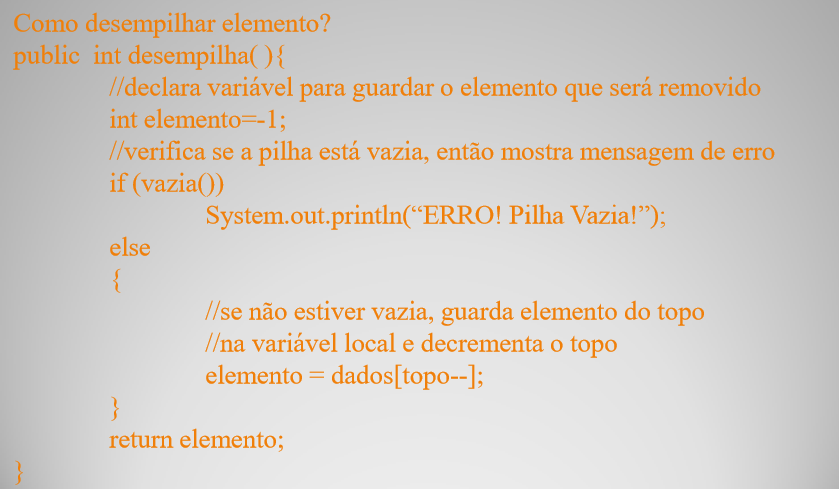 Como desempilhar elemento?
public  int desempilha( ){
//declara variável para guardar o elemento que será removido
int elemento=-1;
//verifica se a pilha está vazia, então mostra mensagem de erro
if (vazia())
System.out.println(“ERRO! Pilha Vazia!”);
else
{
//se não estiver vazia, guarda elemento do topo
//na variável local e decrementa o topo
elemento = dados[topo--];
}
return elemento;
}